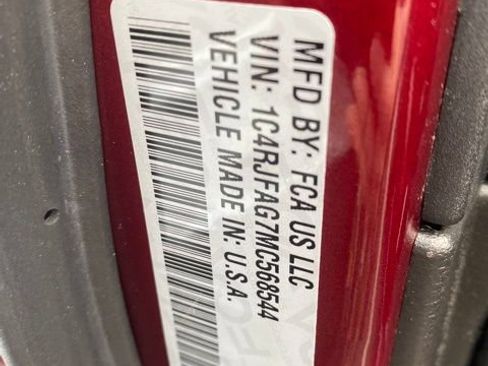 MFD BY: FCA US LLC
VIN: 1C4RJFAG7MC568544
VEHICLE MADE IN: U.S.A.